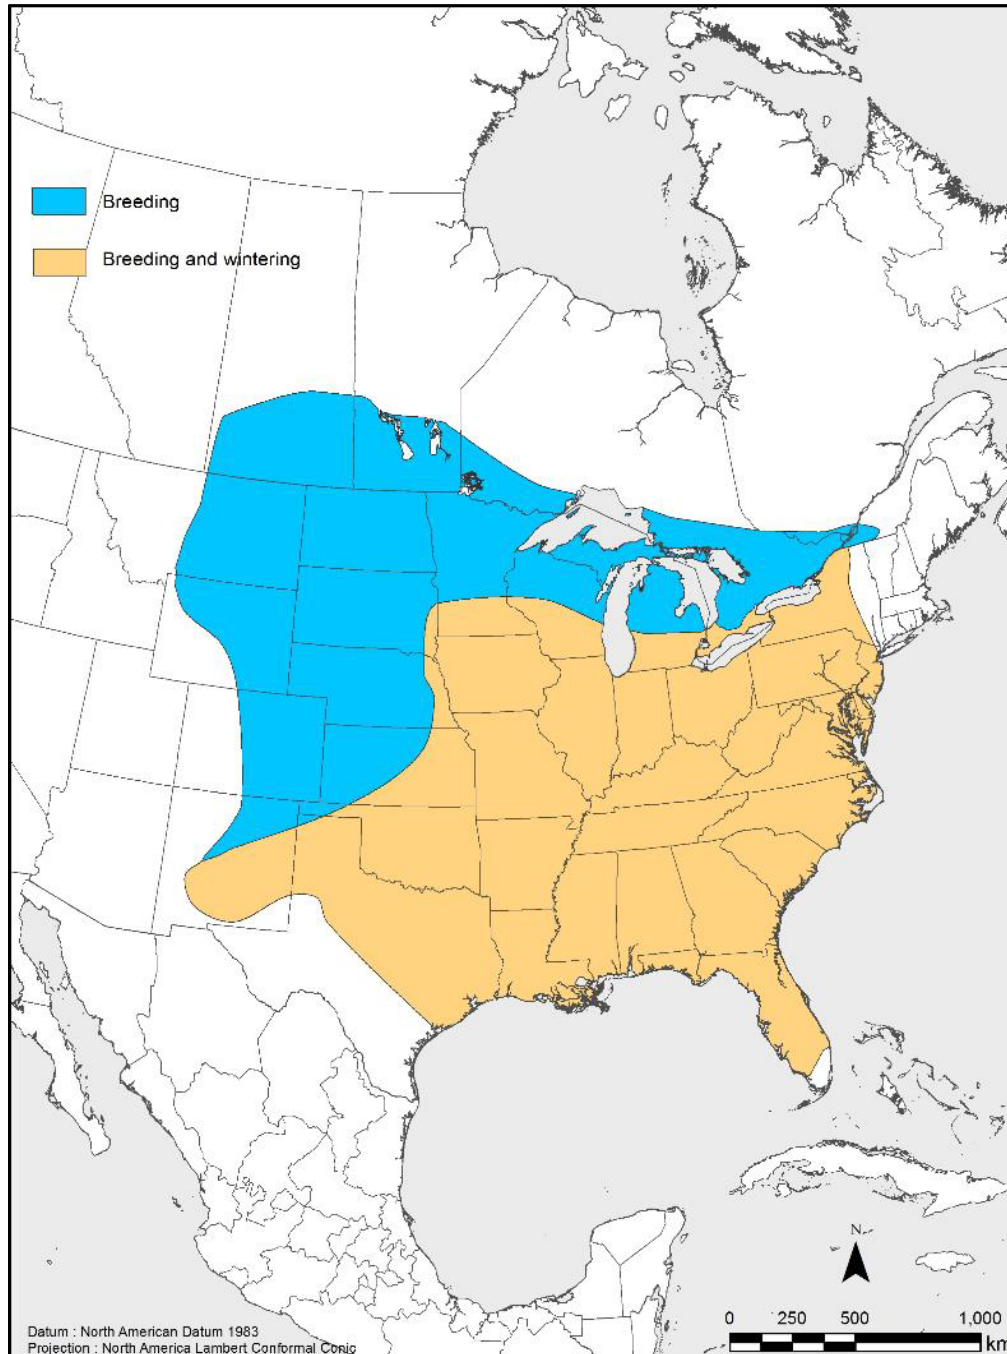 Breeding
Breeding and wintering
N
0 250 500 1,000
km
Datum : North American Datum 1983
Projection : North America Lambert Conformal Conic